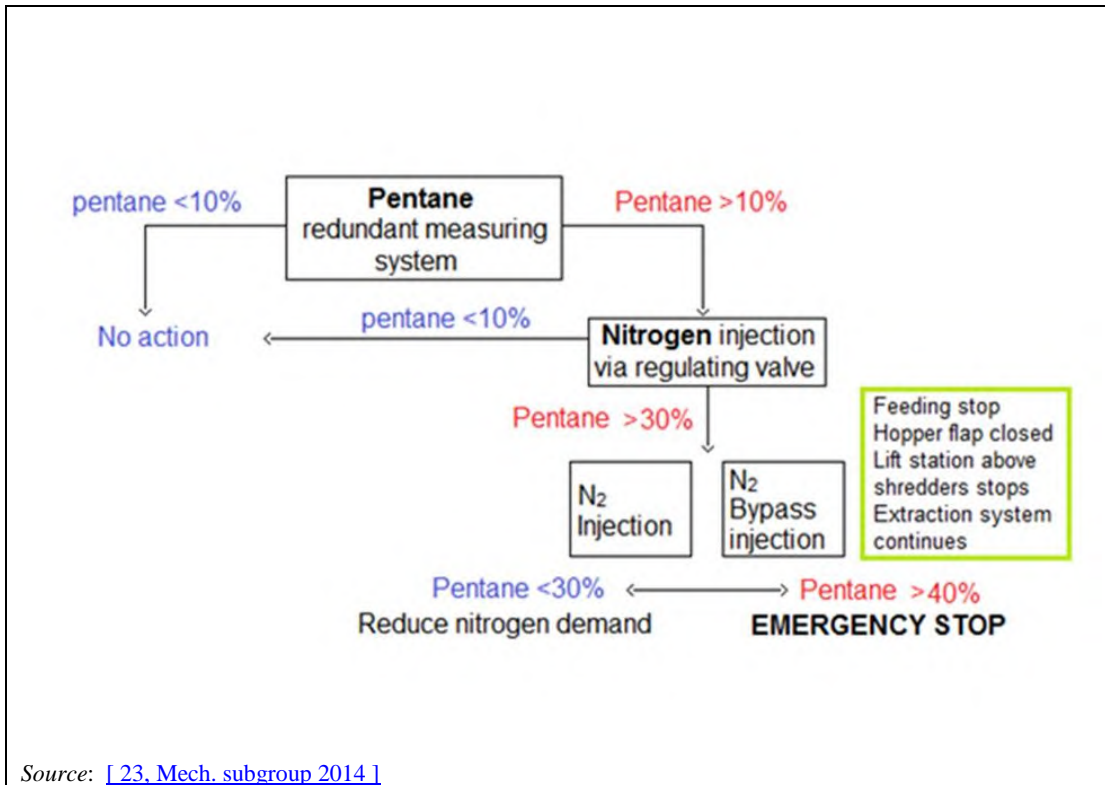 pentane <10%
Pentane
redundant measuring
system
Pentane >10%
No action
pentane <10%
Nitrogen injection
via regulating valve
Pentane >30%
N2
Injection
N2
Bypass
injection
Feeding stop
Hopper flap closed
Lift station above
shredders stops
Extraction system
continues
Pentane <30%
Reduce nitrogen demand
Pentane >40%
EMERGENCY STOP
Source: [ 23, Mech. subgroup 2014 ]